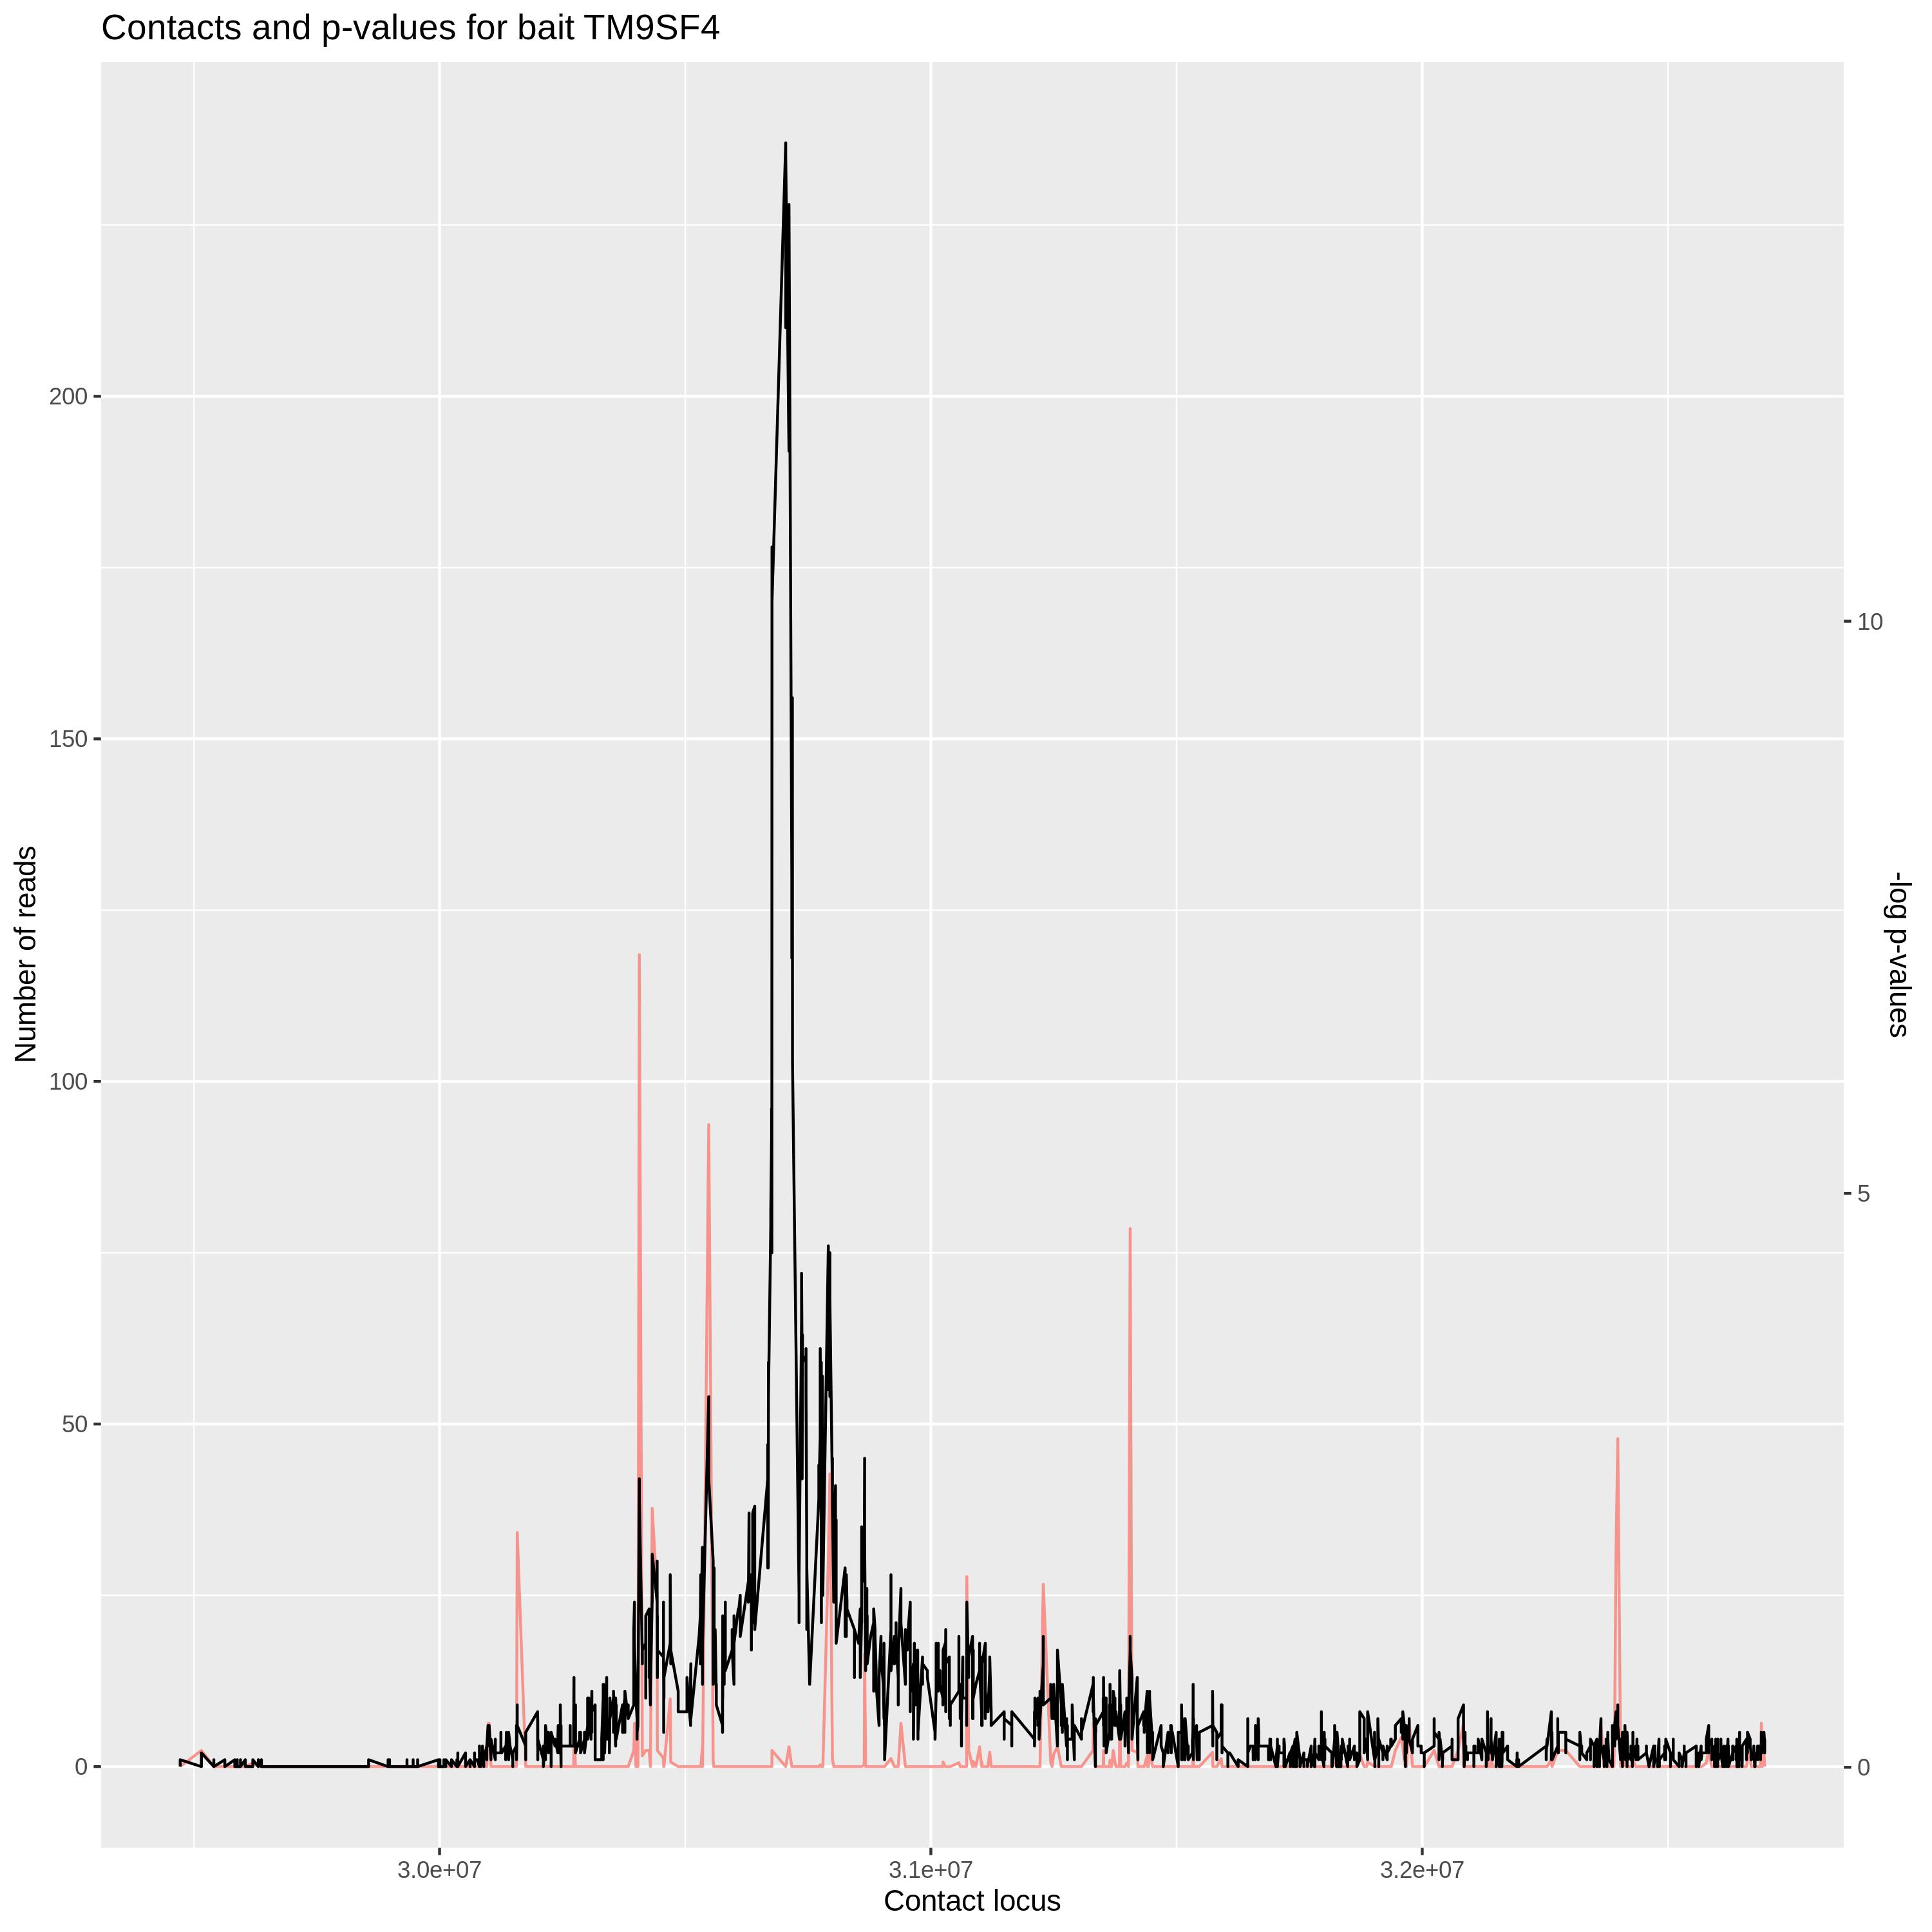 Contacts and p-values for bait TM9SF4
Number of reads
200
150
100
50
0
10
5
0
-log p-values
3.0e+07
3.1e+07
3.2e+07
Contact locus